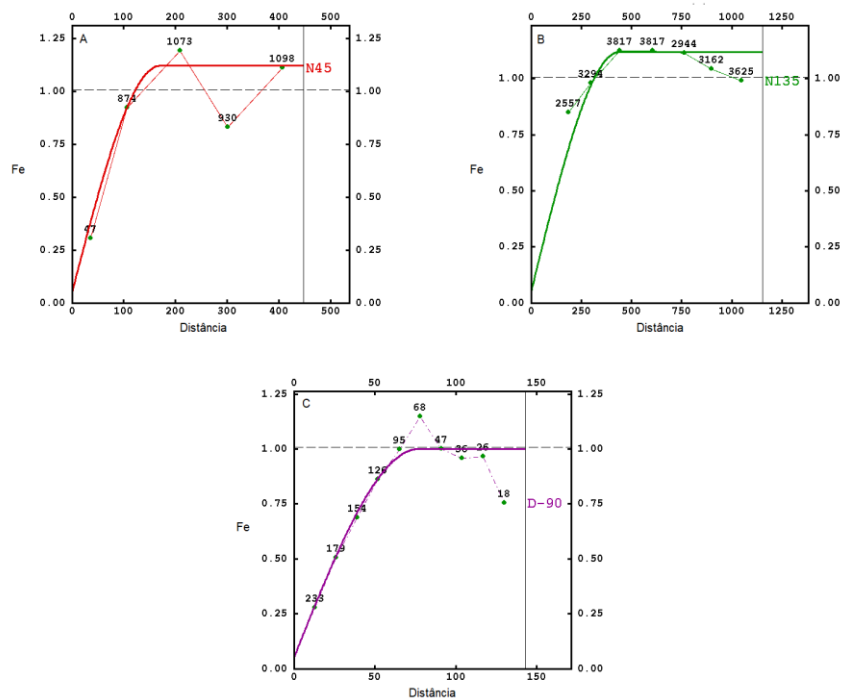 0 100 200 300 400 500
A
1.25 1.25
1.00 1.00
0.75 0.75
0.50 0.50
0.25 0.25
0.00 0.00
Fe
47 874 1073 930 1098
N45
0 100 200 300 400 500
Distância
0 250 500 750 1000 1250
B
1.00 1.00
0.75 0.75
0.50 0.50
0.25 0.25
0.00 0.00
Fe
2557 3294 3817 3817 2944 3162 3625
N135
0 250 500 750 1000 1250
Distância
0 50 100 150
C
1.25 1.25
1.00 1.00
0.75 0.75
0.50 0.50
0.25 0.25
0.00 0.00
Fe
233 179 154 126 95 68 47 36 26 18
D-90
0 50 100 150
Distância